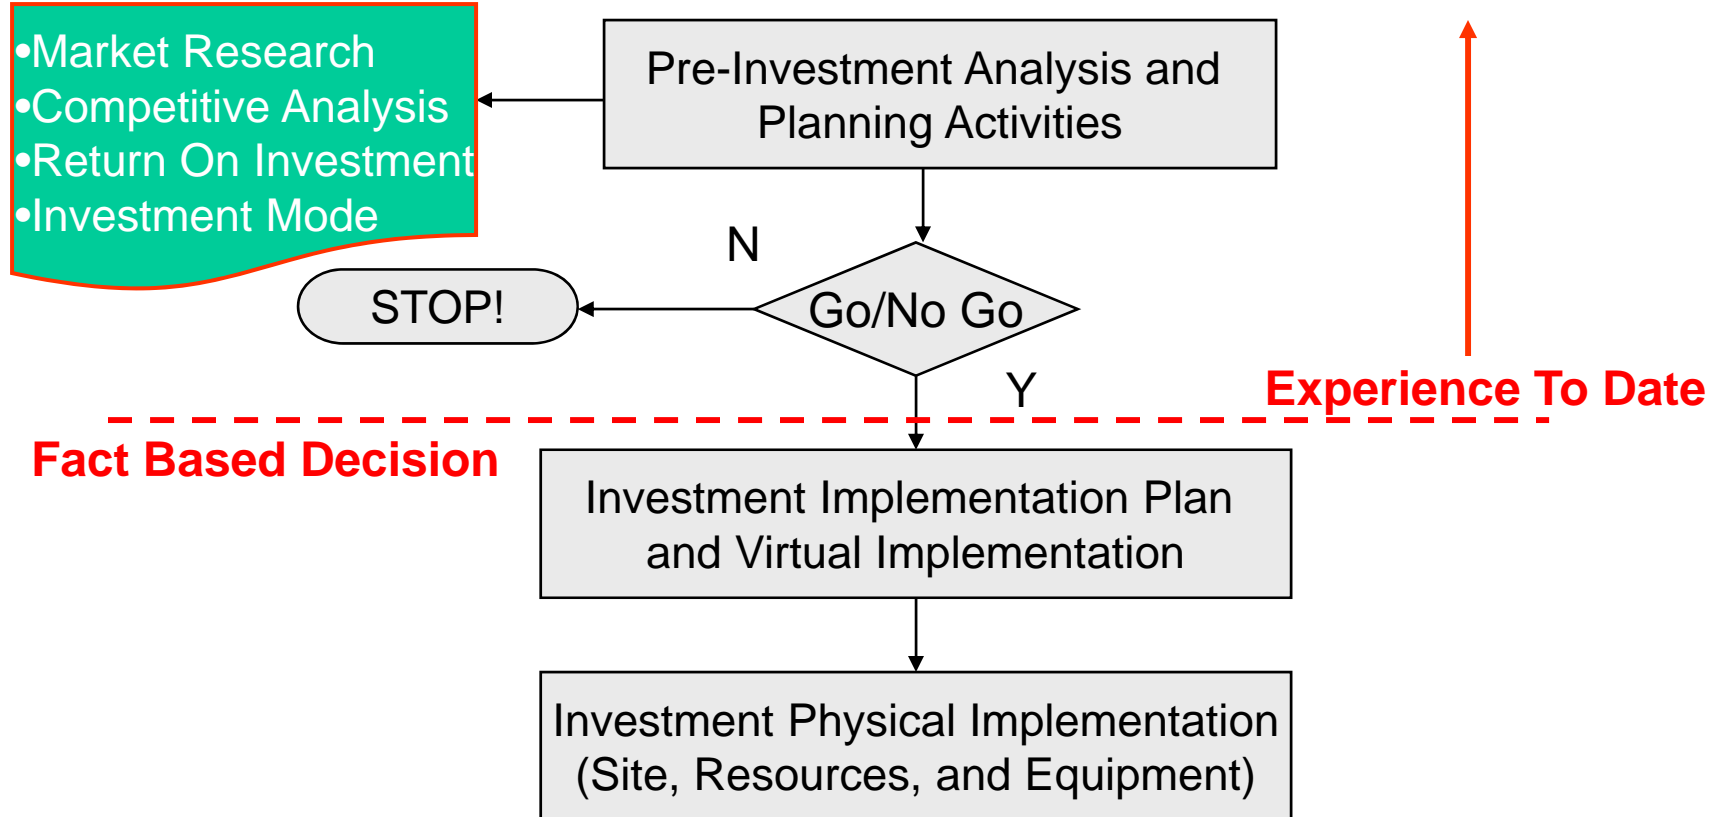 •Market Research
•Competitive Analysis
•Return On Investment
•Investment Mode
Pre-Investment Analysis and
Planning Activities
N
STOP!
Go/No Go
Y
Experience To Date
Fact Based Decision
Investment Implementation Plan
and Virtual Implementation
Investment Physical Implementation
(Site, Resources, and Equipment)